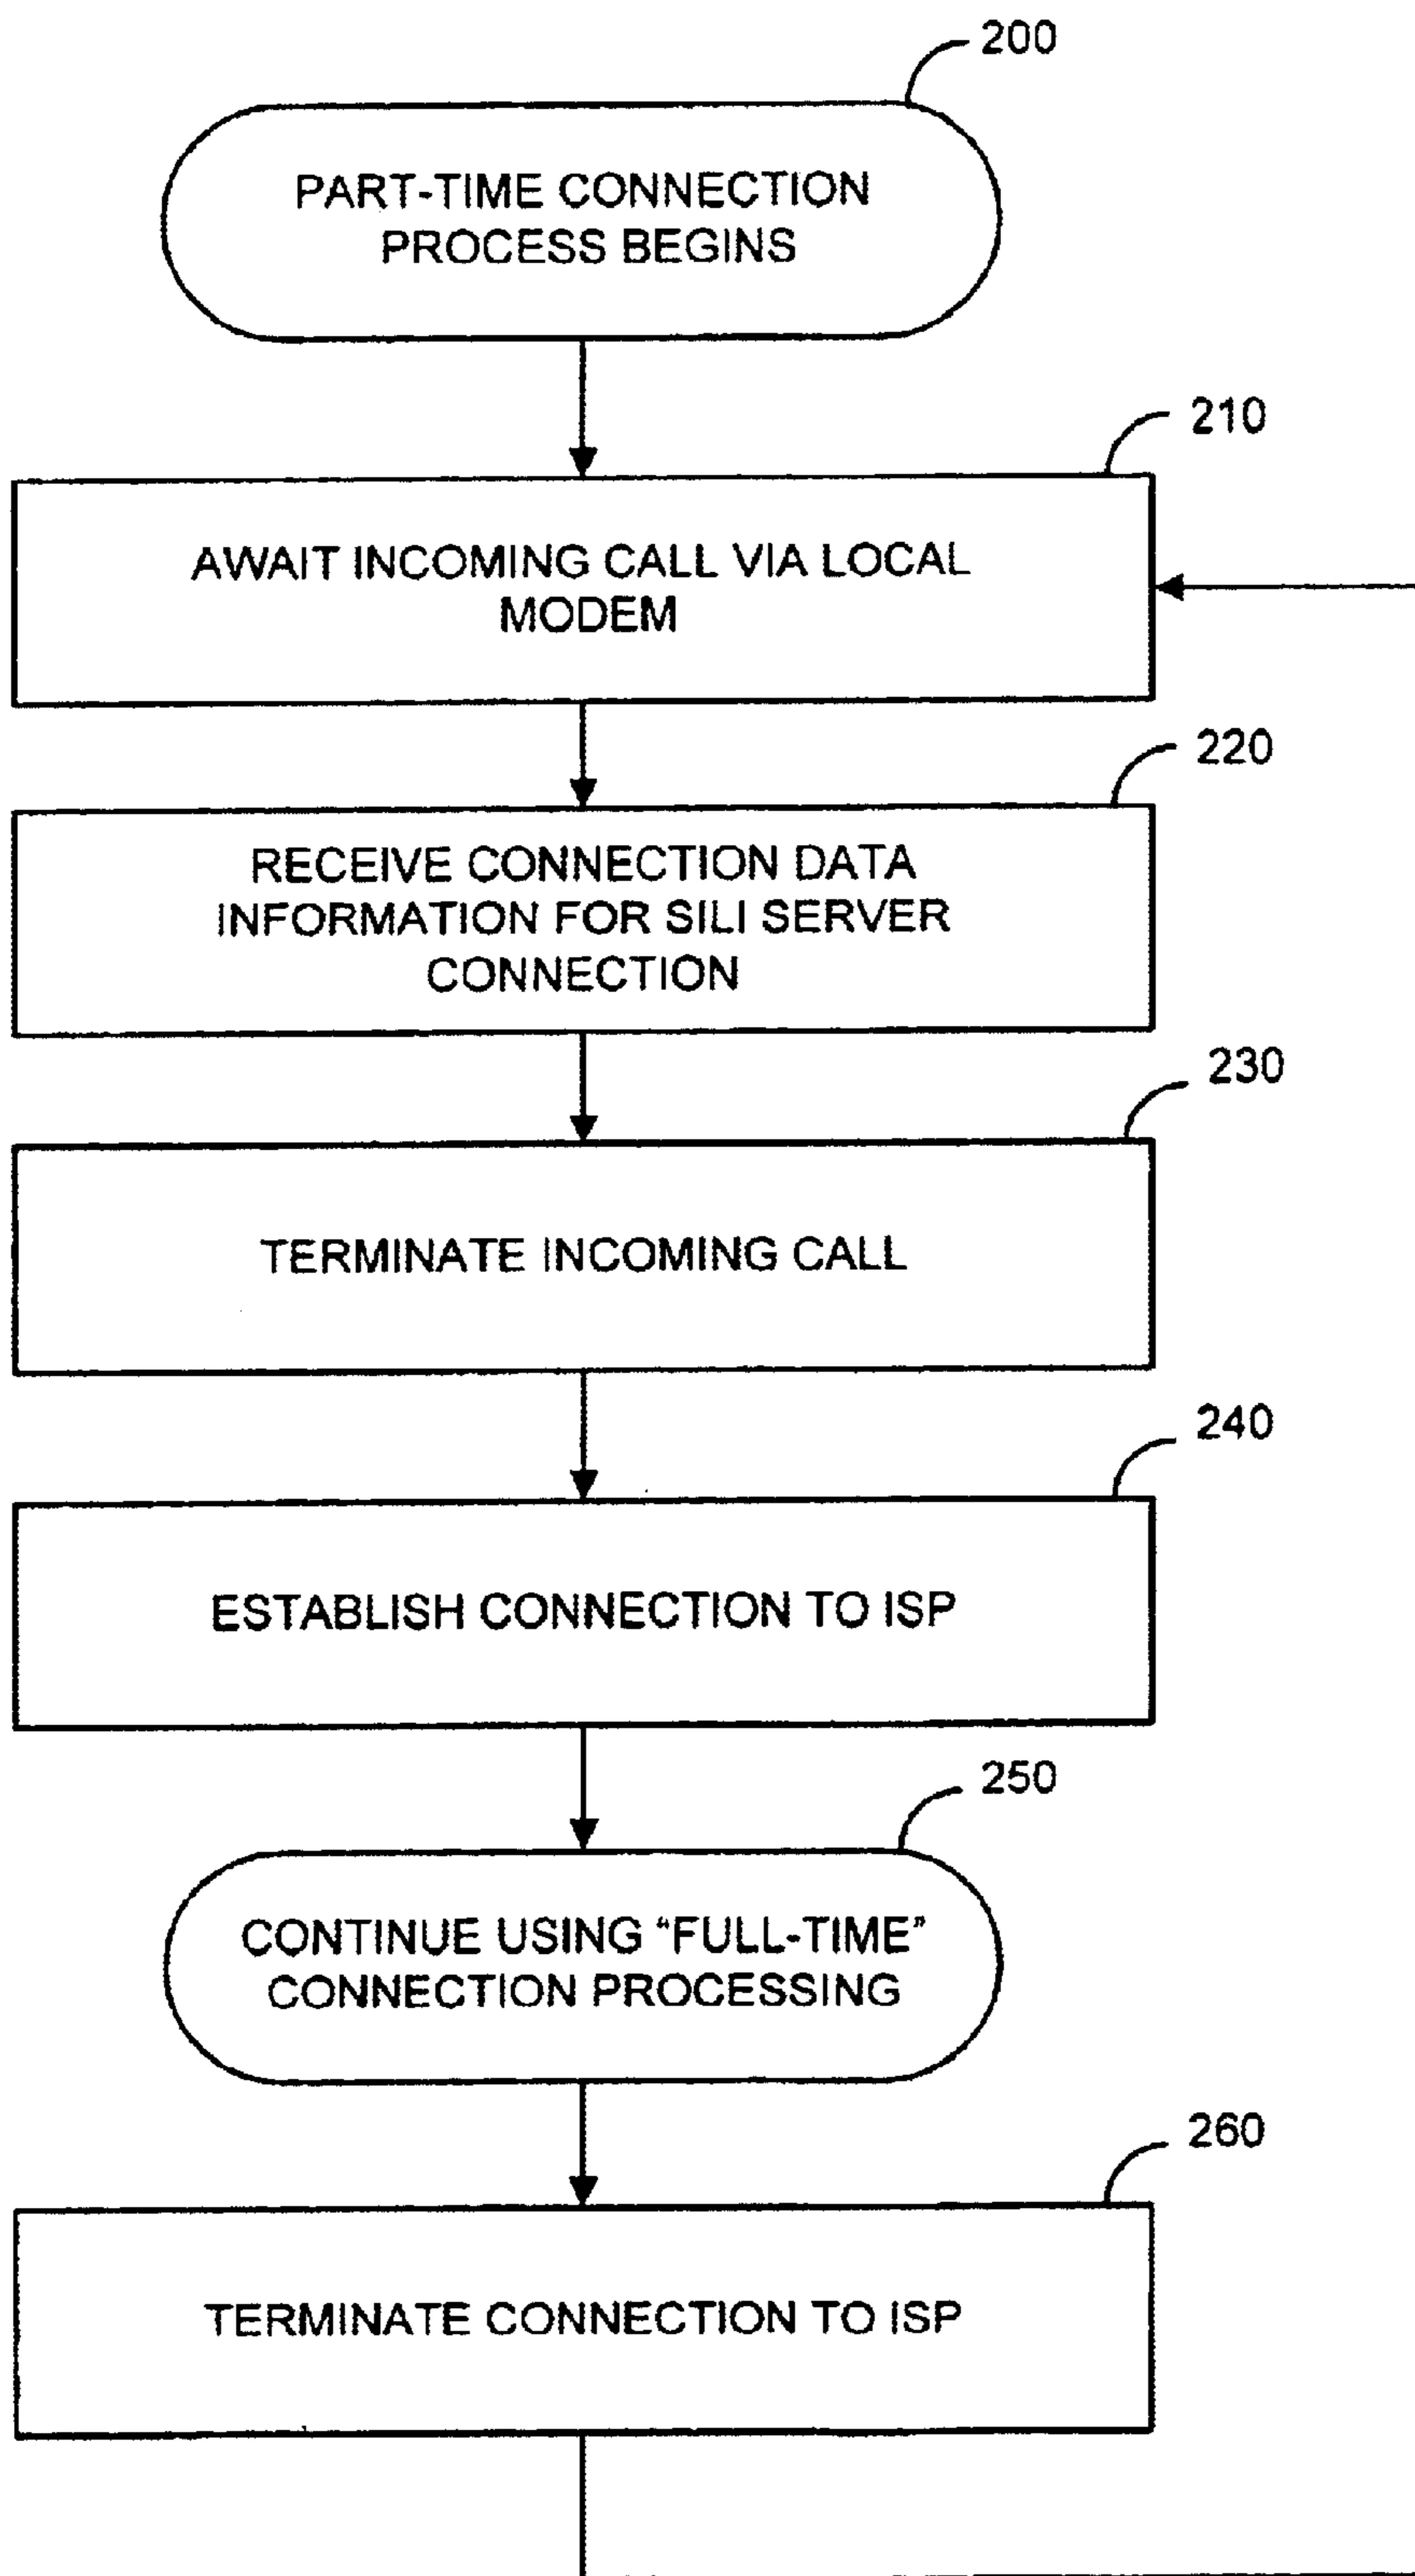 200
PART-TIME CONNECTION
PROCESS BEGINS
210
AWAIT INCOMING CALL VIA LOCAL
MODEM
220
RECEIVE CONNECTION DATA
INFORMATION FOR SILI SERVER
CONNECTION
230
TERMINATE INCOMING CALL
240
ESTABLISH CONNECTION TO ISP
250
CONTINUE USING “FULL-TIME”
CONNECTION PROCESSING
260
TERMINATE CONNECTION TO ISP